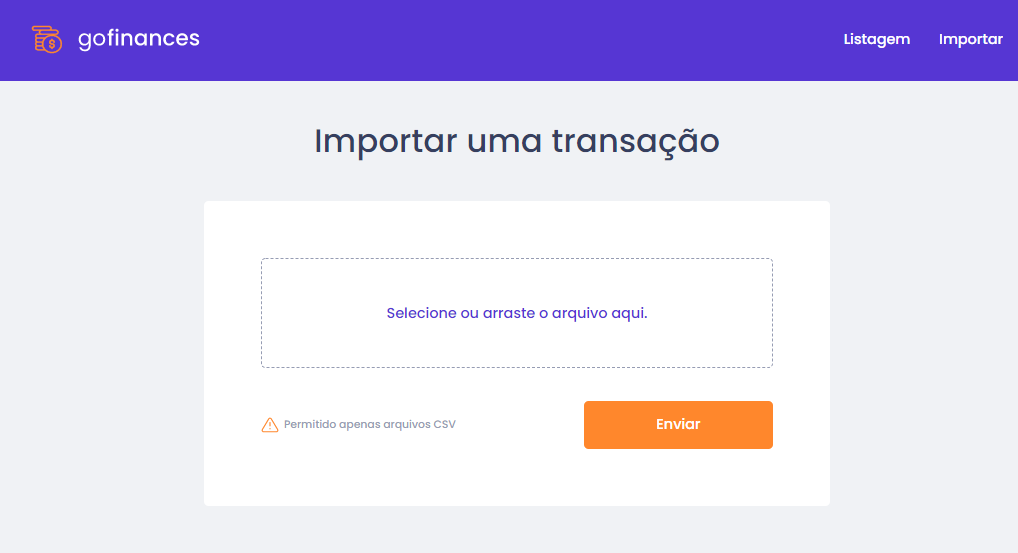 gofinances
Listagem
Importar
Importar uma transação
Selecione ou arraste o arquivo aqui.
Permitido apenas arquivos CSV
Enviar